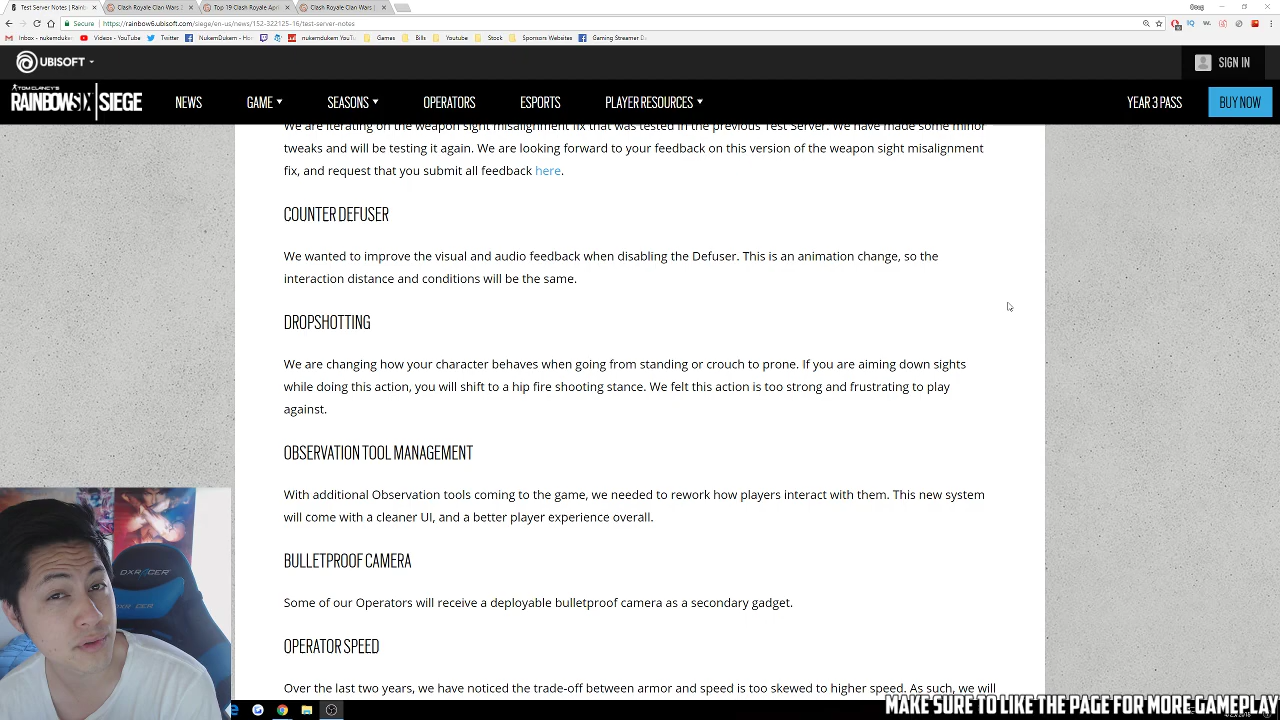 Test Server Notes | Rain
Clash Royale Clan Wars
Top 19 Clash Royale Ap
Clash Royale Clan Wars |
Secure | https://rainbow6.ubisoft.com/siege/en-us/news/152-322125-16/test-server-notes
Inbox - nukemduke
Videos - YouTube
Twitter
NukemDukem - Ho
nukemdukem YouTu
Games
Bills
Youtube
Stock
Sponsors Websites
Gaming Streamer D
UBISOFT
SIGN IN
TOM CLANCY'S
RAINBOW SIX | SIEGE
NEWS
GAME
SEASONS
OPERATORS
ESPORTS
PLAYER RESOURCES
YEAR 3 PASS
BUY NOW
We are iterating on the weapon sight misalignment fix that was tested in the previous Test Server. We have made some minor
tweaks and will be testing it again. We are looking forward to your feedback on this version of the weapon sight misalignment
fix, and request that you submit all feedback here.
COUNTER DEFUSER
We wanted to improve the visual and audio feedback when disabling the Defuser. This is an animation change, so the
interaction distance and conditions will be the same.
DROPSHOTTING
We are changing how your character behaves when going from standing or crouch to prone. If you are aiming down sights
while doing this action, you will shift to a hip fire shooting stance. We felt this action is too strong and frustrating to play
against.
OBSERVATION TOOL MANAGEMENT
With additional Observation tools coming to the game, we needed to rework how players interact with them. This new system
will come with a cleaner UI, and a better player experience overall.
BULLETPROOF CAMERA
Some of our Operators will receive a deployable bulletproof camera as a secondary gadget.
OPERATOR SPEED
Over the last two years, we have noticed the trade-off between armor and speed is too skewed to higher speed. As such, we will
DXRACER
MAKE SURE TO LIKE THE PAGE FOR MORE GAMEPLAY